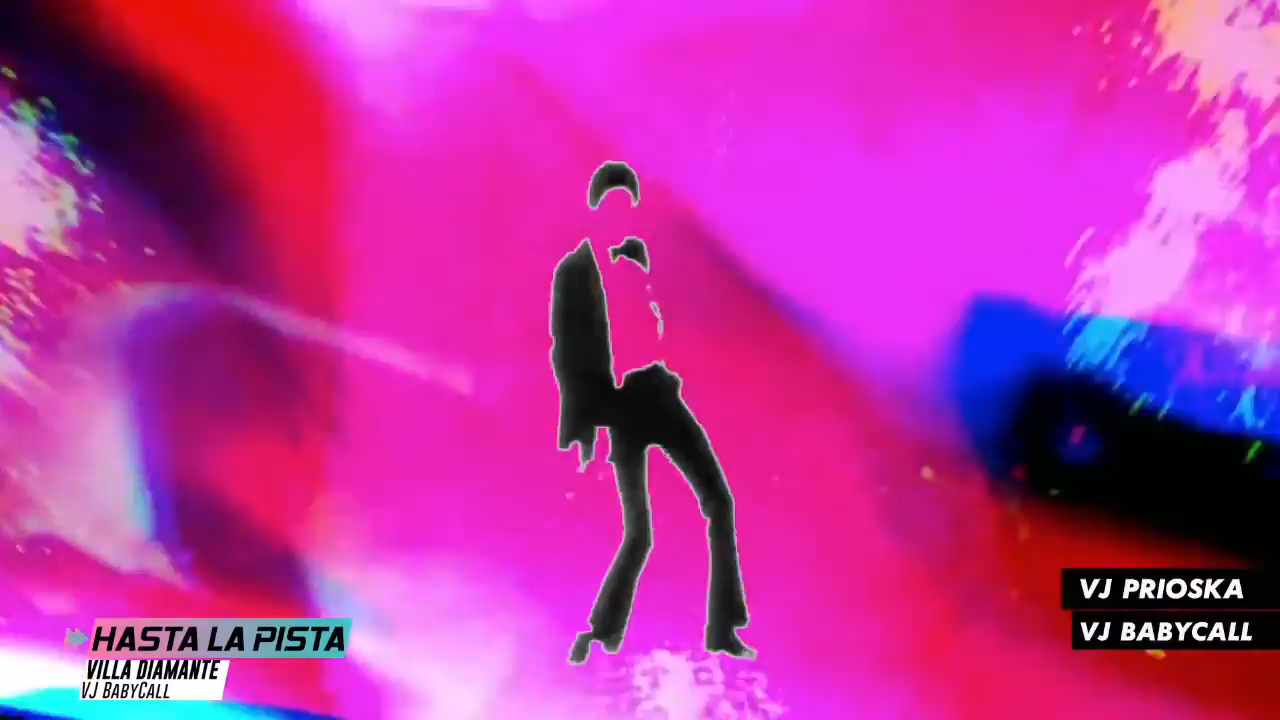 HASTA LA PISTA
VILLA DIAMANTE
VJ BABYCALL
VJ PRIOSKA
VJ BABYCALL